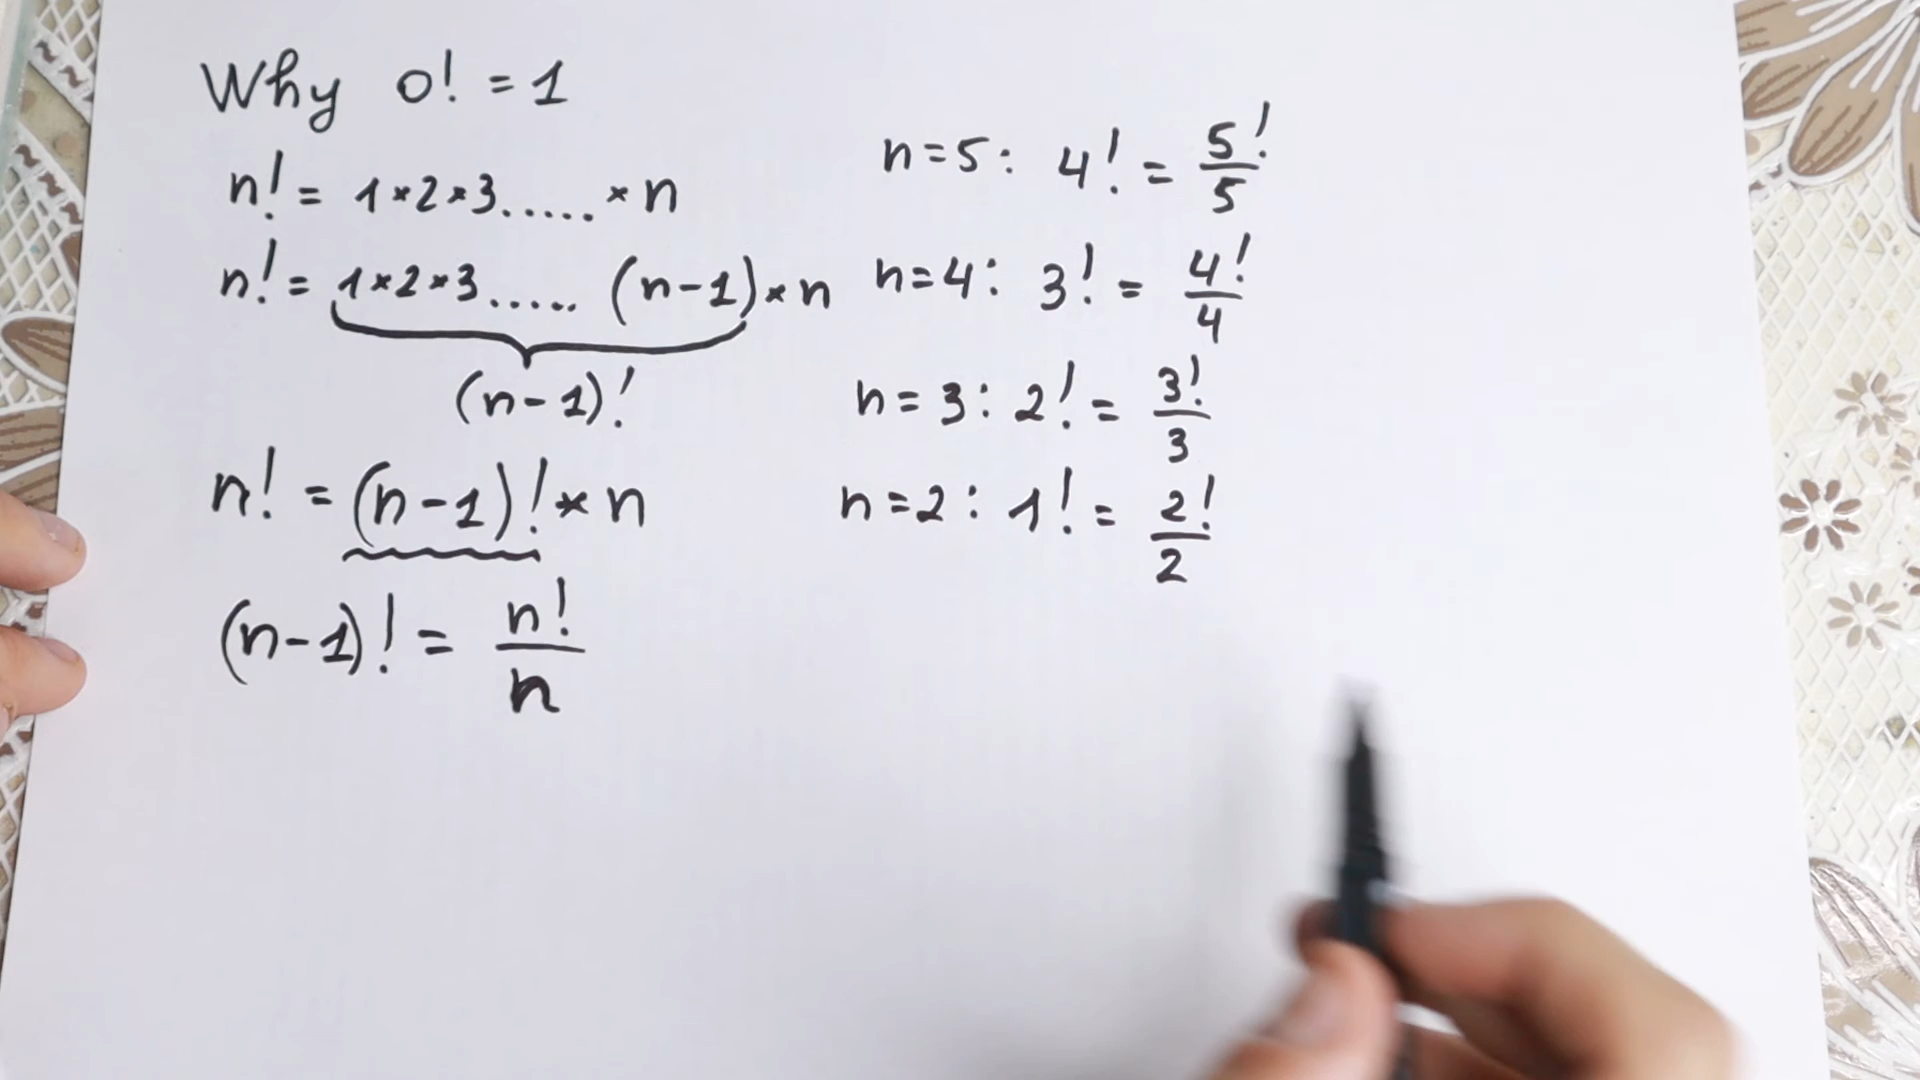 Why 0! = 1
n! = 1*2*3.....*n
n! = 1*2*3..... (n-1)*n
(n-1)!
n! = (n-1)!*n
(n-1)! = n!/n
n=5: 4! = 5!/5
n=4: 3! = 4!/4
n=3: 2! = 3!/3
n=2: 1! = 2!/2